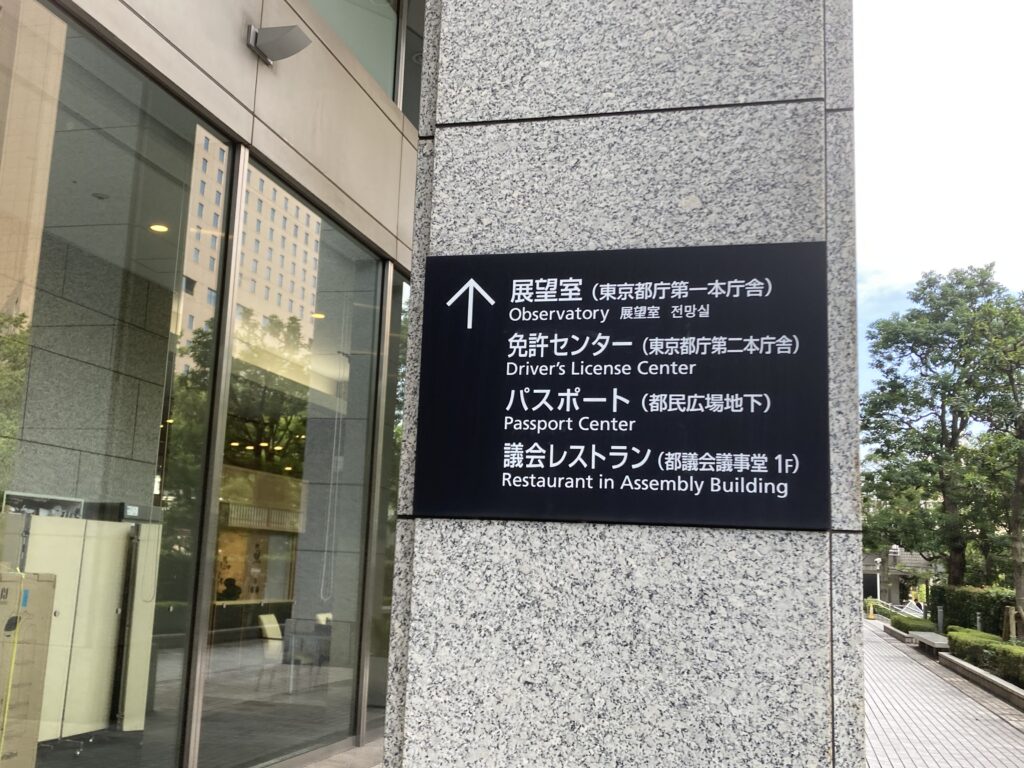 展望室（東京都庁第一本庁舎）
Observatory 展望室 전망실
免許センター（東京都庁第二本庁舎）
Driver's License Center
パスポート（都民広場地下）
Passport Center
議会レストラン（都議会議事堂 1F）
Restaurant in Assembly Building